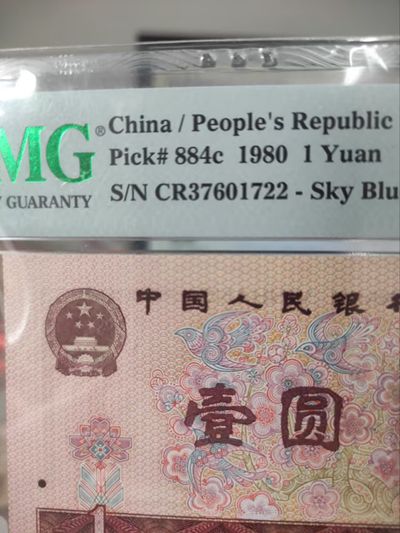 MG® China / People's Republic
Pick# 884c 1980 1 Yuan
GUARANTY S/N CR37601722 - Sky Blu
中国人民银
壹圆